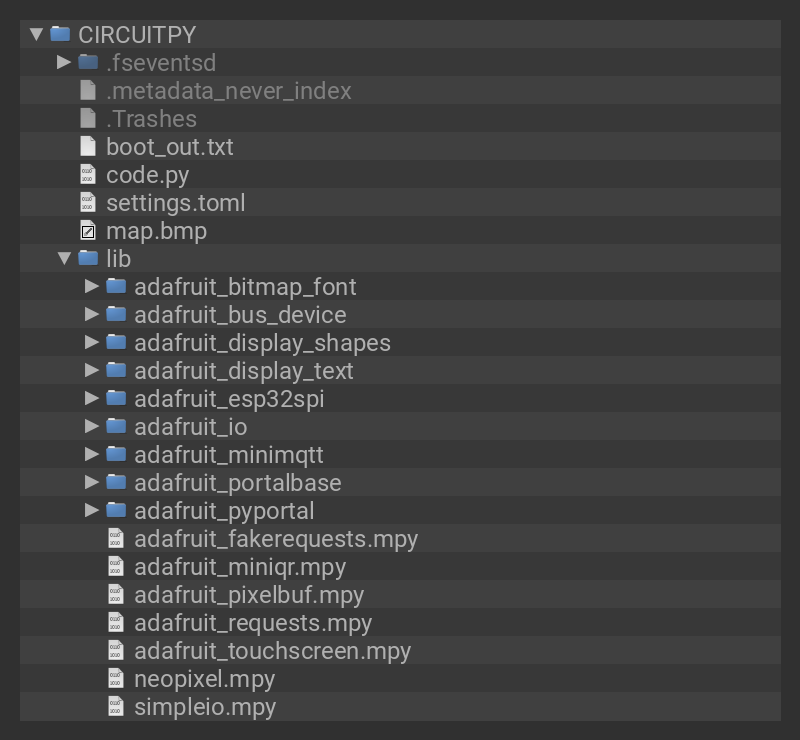 CIRCUITPY
.fseventsd
.metadata_never_index
.Trashes
boot_out.txt
code.py
settings.toml
map.bmp
lib
adafruit_bitmap_font
adafruit_bus_device
adafruit_display_shapes
adafruit_display_text
adafruit_esp32spi
adafruit_io
adafruit_minimqtt
adafruit_portalbase
adafruit_pyportal
adafruit_fakerequests.mpy
adafruit_miniqr.mpy
adafruit_pixelbuf.mpy
adafruit_requests.mpy
adafruit_touchscreen.mpy
neopixel.mpy
simpleio.mpy